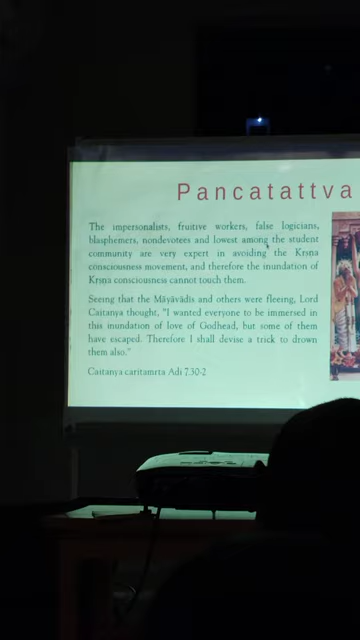 Pancatattva
The impersonalists, fruitive workers, false logicians,
blasphemers, nondevotees and lowest among the student
community are very expert in avoiding the Krsna
consciousness movement, and therefore the inundation of
Krsna consciousness cannot touch them.
Seeing that the Māyāvādīs and others were fleeing, Lord
Caitanya thought, "I wanted everyone to be immersed in
this inundation of love of Godhead, but some of them
have escaped. Therefore I shall devise a trick to drown
them also."
Caitanya caritamrta Adi 7.30-2